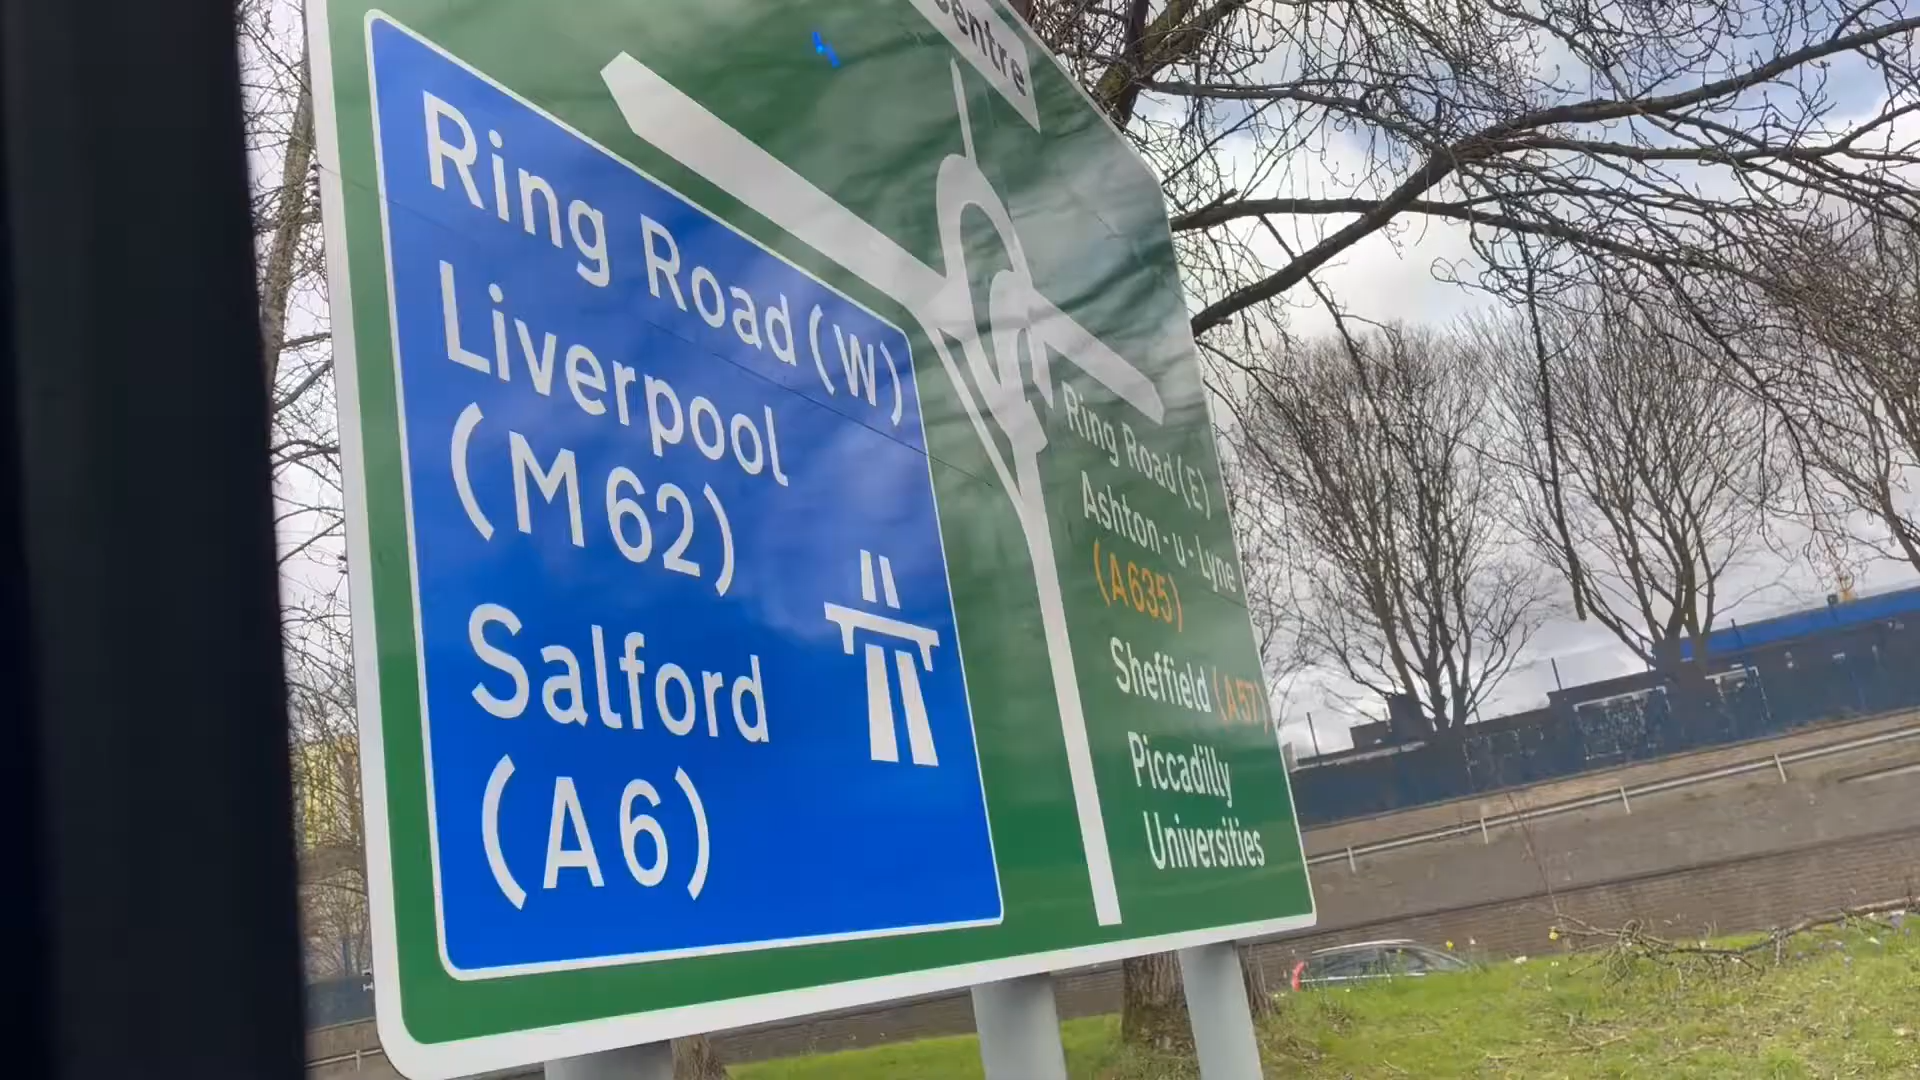 Ring Road (W)
Liverpool
(M62)
Salford
(A6)
Ring Road (E)
Ashton-u-Lyne
(A635)
Sheffield (A57)
Piccadilly
Universities